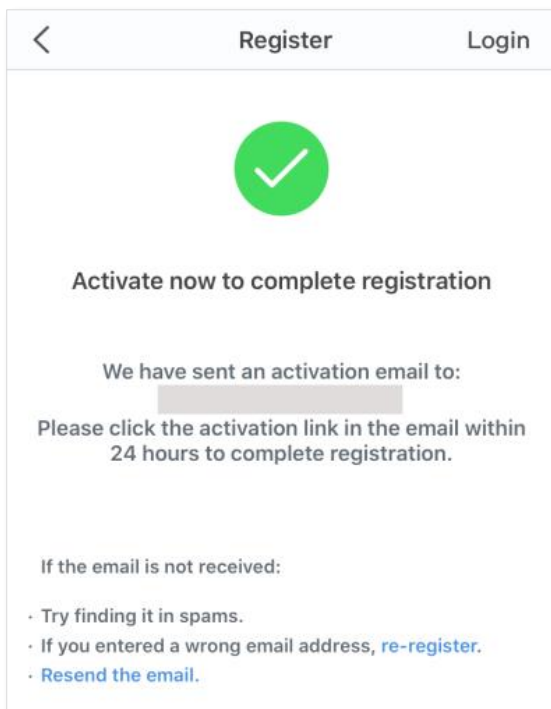 Register Login
Activate now to complete registration
We have sent an activation email to:
Please click the activation link in the email within
24 hours to complete registration.
If the email is not received:
· Try finding it in spams.
· If you entered a wrong email address, re-register.
· Resend the email.